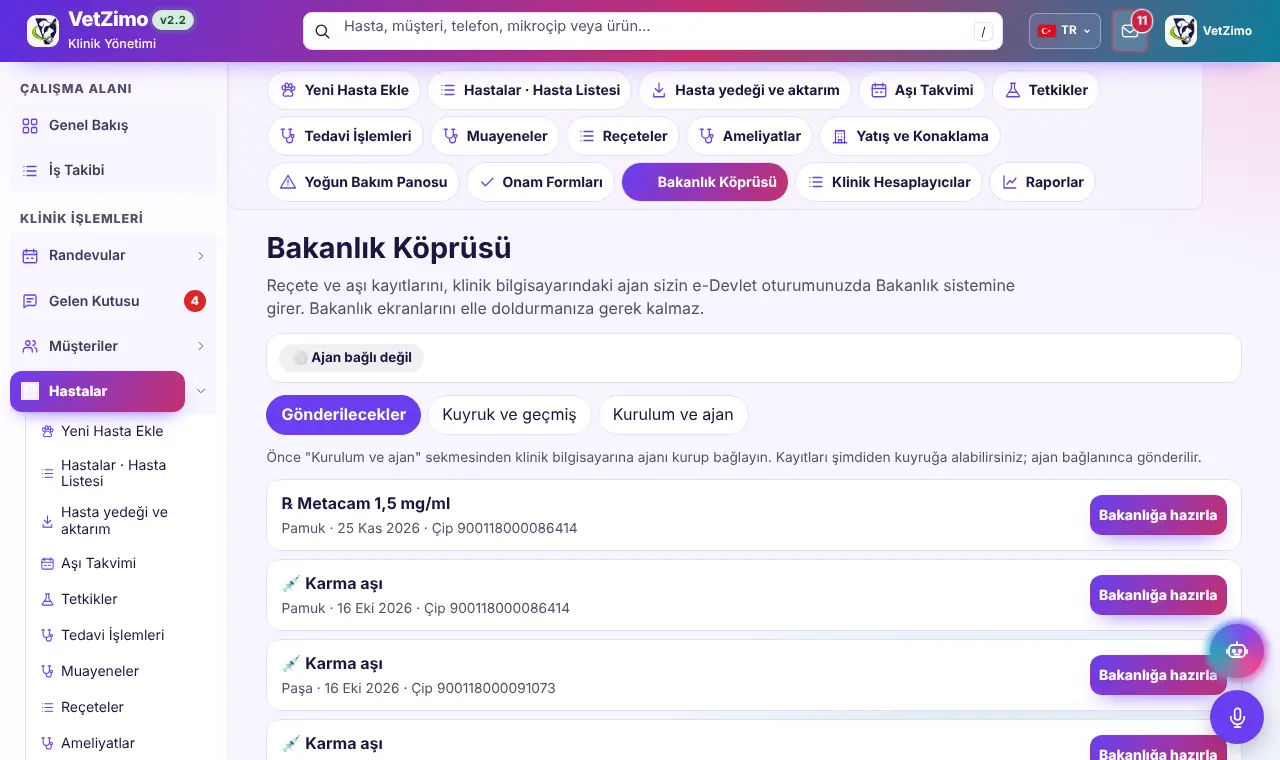 VetZimo v2.2
Klinik Yönetimi
Hasta, müşteri, telefon, mikroçip veya ürün...
/
TR
11
VetZimo
ÇALIŞMA ALANI
Genel Bakış
İş Takibi
KLİNİK İŞLEMLERİ
Randevular
Gelen Kutusu 4
Müşteriler
Hastalar
Yeni Hasta Ekle
Hastalar · Hasta
Listesi
Hasta yedeği ve
aktarım
Aşı Takvimi
Tetkikler
Tedavi İşlemleri
Muayeneler
Reçeteler
Ameliyatlar
Yeni Hasta Ekle
Hastalar · Hasta Listesi
Hasta yedeği ve aktarım
Aşı Takvimi
Tetkikler
Tedavi İşlemleri
Muayeneler
Reçeteler
Ameliyatlar
Yatış ve Konaklama
Yoğun Bakım Panosu
Onam Formları
Bakanlık Köprüsü
Klinik Hesaplayıcılar
Raporlar
Bakanlık Köprüsü
Reçete ve aşı kayıtlarını, klinik bilgisayarındaki ajan sizin e-Devlet oturumunuzda Bakanlık sistemine
girer. Bakanlık ekranlarını elle doldurmanıza gerek kalmaz.
Ajan bağlı değil
Gönderilecekler
Kuyruk ve geçmiş
Kurulum ve ajan
Önce "Kurulum ve ajan" sekmesinden klinik bilgisayarına ajanı kurup bağlayın. Kayıtları şimdiden kuyruğa alabilirsiniz; ajan bağlanınca gönderilir.
℞ Metacam 1,5 mg/ml
Pamuk · 25 Kas 2026 · Çip 900118000086414
Bakanlığa hazırla
Karma aşı
Pamuk · 16 Eki 2026 · Çip 900118000086414
Bakanlığa hazırla
Karma aşı
Paşa · 16 Eki 2026 · Çip 900118000091073
Bakanlığa hazırla
Karma aşı
Bakanlığa hazırla